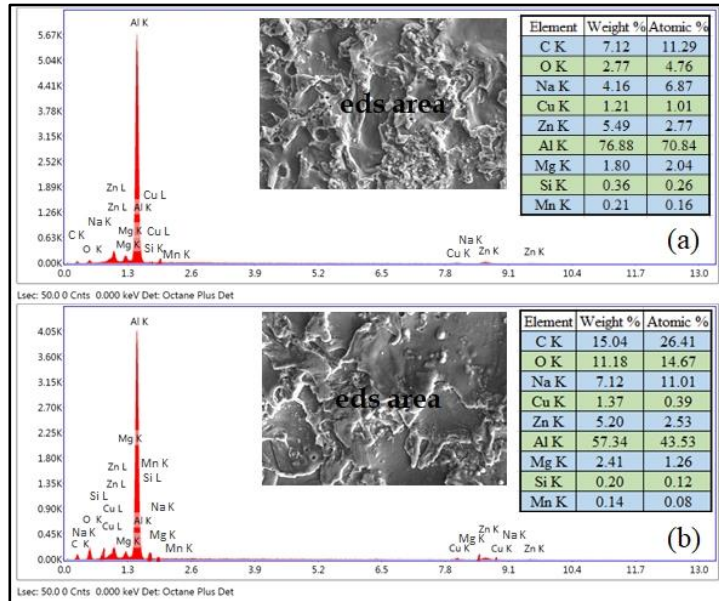 Al K
5.67K
5.04K
4.41K
3.78K
3.15K
2.52K
1.89K
1.26K
0.63K
0.00K
Zn L
Cu L
Zn L
Al K
Na K
Mg K
Cu L
C K
Mg K
Si K
O K
Mn K
Na K
Cu K
Zn K
Zn K
0.0
1.3
2.6
3.9
5.2
6.5
7.8
9.1
10.4
11.7
13.0
Lsec: 50.0 0 Cnts 0.000 keV Det: Octane Plus Det
eds area
Element Weight % Atomic %
C K 7.12 11.29
O K 2.77 4.76
Na K 4.16 6.87
Cu K 1.21 1.01
Zn K 5.49 2.77
Al K 76.88 70.84
Mg K 1.80 2.04
Si K 0.36 0.26
Mn K 0.21 0.16
(a)
Al K
4.05K
3.60K
3.15K
2.70K
2.25K
1.80K
1.35K
0.90K
0.45K
0.00K
Mg K
Zn L
Mn K
Zn L
Si L
Si L
Cu L
Na K
O K
Al K
Cu L
Na K
Mg K
Mg K
C K
Mn K
Zn K
Na K
Mg K
Cu K
Cu K
Zn K
0.0
1.3
2.6
3.9
5.2
6.5
7.8
9.1
10.4
11.7
13.0
Lsec: 50.0 0 Cnts 0.000 keV Det: Octane Plus Det
eds area
Element Weight % Atomic %
C K 15.04 26.41
O K 11.18 14.67
Na K 7.12 11.01
Cu K 1.37 0.39
Zn K 5.20 2.53
Al K 57.34 43.53
Mg K 2.41 1.26
Si K 0.20 0.12
Mn K 0.14 0.08
(b)